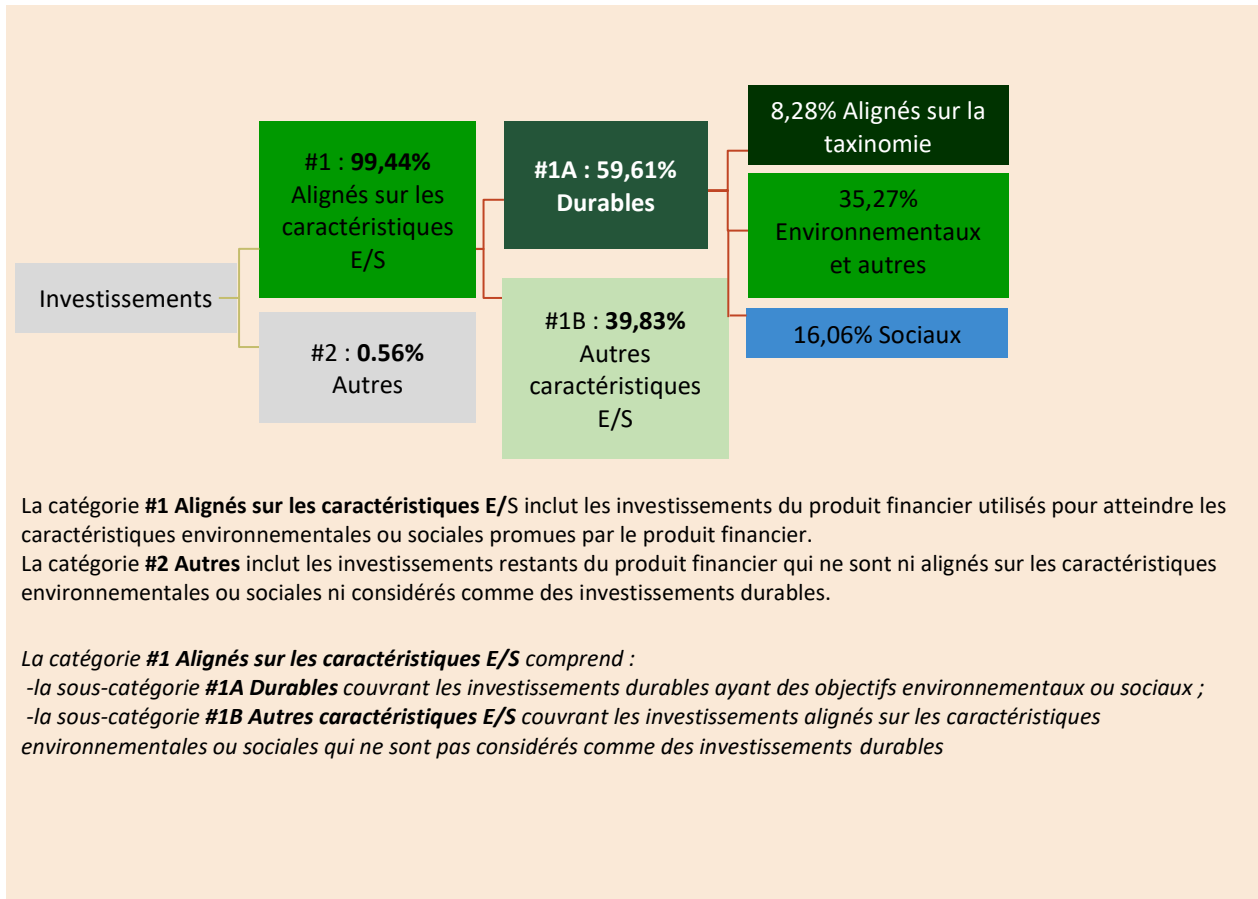 Investissements
#1 : 99,44%
Alignés sur les
caractéristiques
E/S
#2 : 0.56%
Autres
#1A : 59,61%
Durables
#1B : 39,83%
Autres
caractéristiques
E/S
8,28% Alignés sur la
taxinomie
35,27%
Environnementaux
et autres
16,06% Sociaux
La catégorie #1 Alignés sur les caractéristiques E/S inclut les investissements du produit financier utilisés pour atteindre les
caractéristiques environnementales ou sociales promues par le produit financier.
La catégorie #2 Autres inclut les investissements restants du produit financier qui ne sont ni alignés sur les caractéristiques
environnementales ou sociales ni considérés comme des investissements durables.
La catégorie #1 Alignés sur les caractéristiques E/S comprend :
-la sous-catégorie #1A Durables couvrant les investissements durables ayant des objectifs environnementaux ou sociaux ;
-la sous-catégorie #1B Autres caractéristiques E/S couvrant les investissements alignés sur les caractéristiques
environnementales ou sociales qui ne sont pas considérés comme des investissements durables